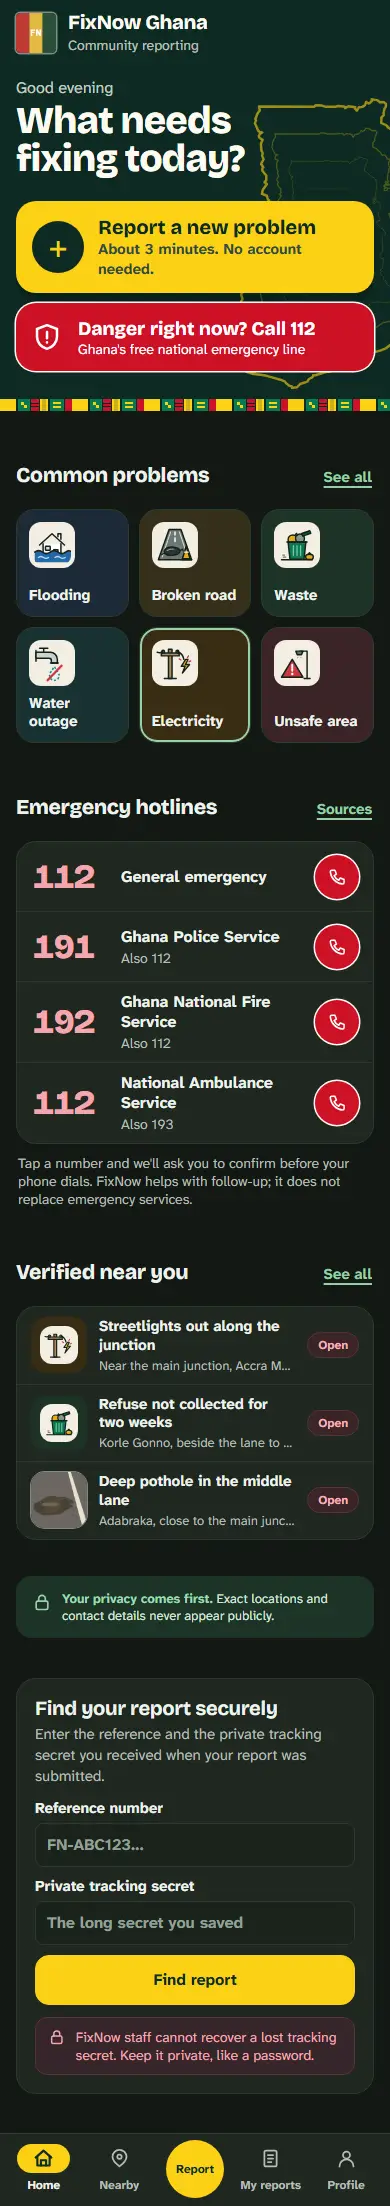 FN
FixNow Ghana
Community reporting
Good evening
What needs
fixing today?
Report a new problem
About 3 minutes. No account
needed.
Danger right now? Call 112
Ghana's free national emergency line
Common problems
See all
Flooding
Broken road
Waste
Water
outage
Electricity
Unsafe area
Emergency hotlines
Sources
112
General emergency
191
Ghana Police Service
Also 112
192
Ghana National Fire
Service
Also 112
112
National Ambulance
Service
Also 193
Tap a number and we'll ask you to confirm before your
phone dials. FixNow helps with follow-up; it does not
replace emergency services.
Verified near you
See all
Streetlights out along the
junction
Near the main junction, Accra M...
Open
Refuse not collected for
two weeks
Korle Gonno, beside the lane to ...
Open
Deep pothole in the middle
lane
Adabraka, close to the main junc...
Open
Your privacy comes first. Exact locations and
contact details never appear publicly.
Find your report securely
Enter the reference and the private tracking
secret you received when your report was
submitted.
Reference number
FN-ABC123...
Private tracking secret
The long secret you saved
Find report
FixNow staff cannot recover a lost tracking
secret. Keep it private, like a password.
Home
Nearby
Report
My reports
Profile